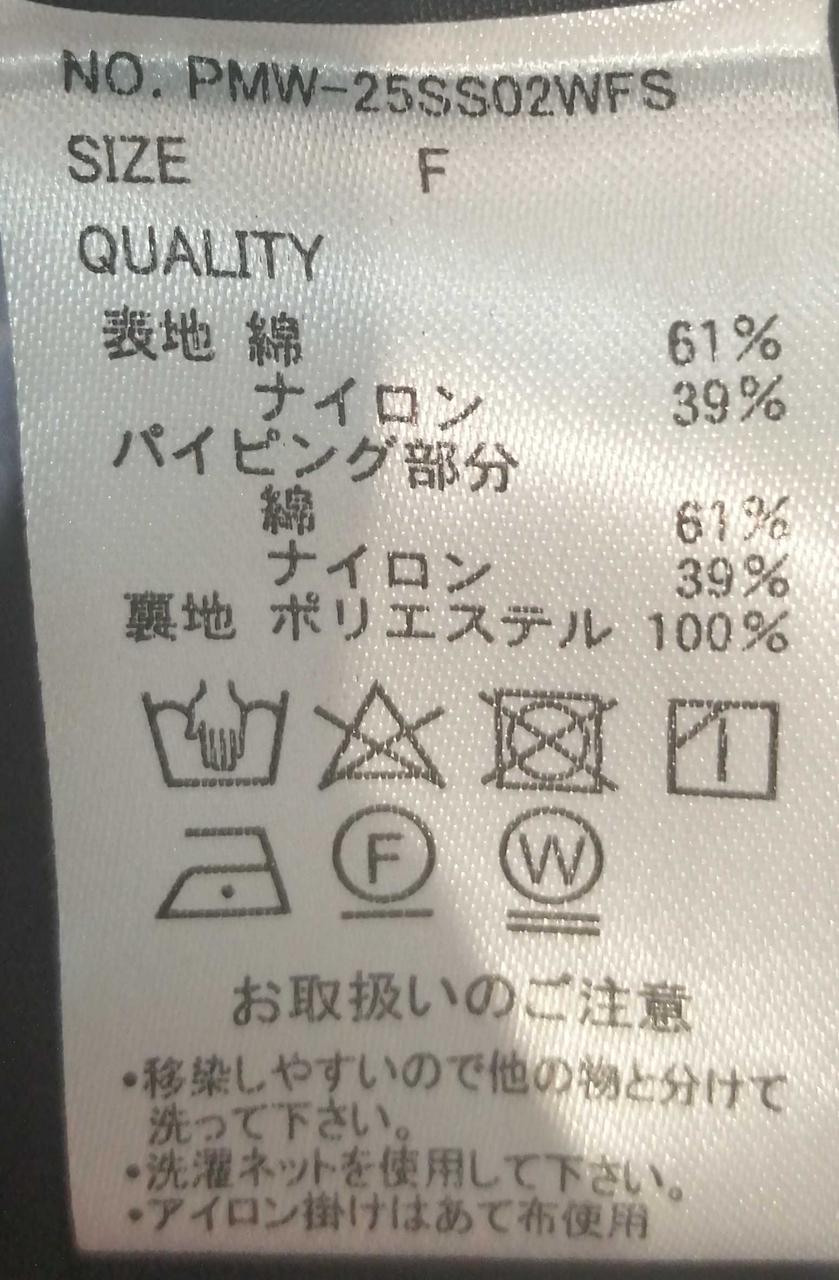 NO. PMW-25SS02WFS
SIZE F
QUALITY
表地 綿 61%
ナイロン 39%
パイピング部分
綿 61%
ナイロン 39%
裏地 ポリエステル 100%
F W
お取扱いのご注意
・移染しやすいので他の物と分けて
洗って下さい。
・洗濯ネットを使用して下さい。
・アイロン掛けはあて布使用